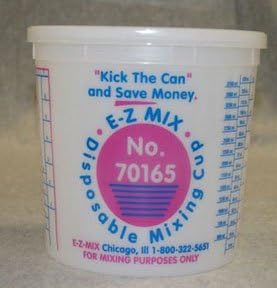 "Kick The Can"
and Save Money.
• E-Z MIX •
Disposable Mixing Cup
No.
70165
E-Z-MIX Chicago, Ill 1-800-322-5651
FOR MIXING PURPOSES ONLY